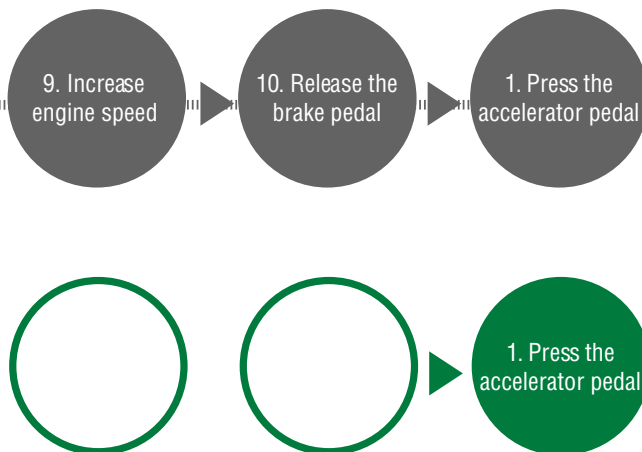 9. Increase
engine speed
10. Release the
brake pedal
1. Press the
accelerator pedal
1. Press the
accelerator pedal